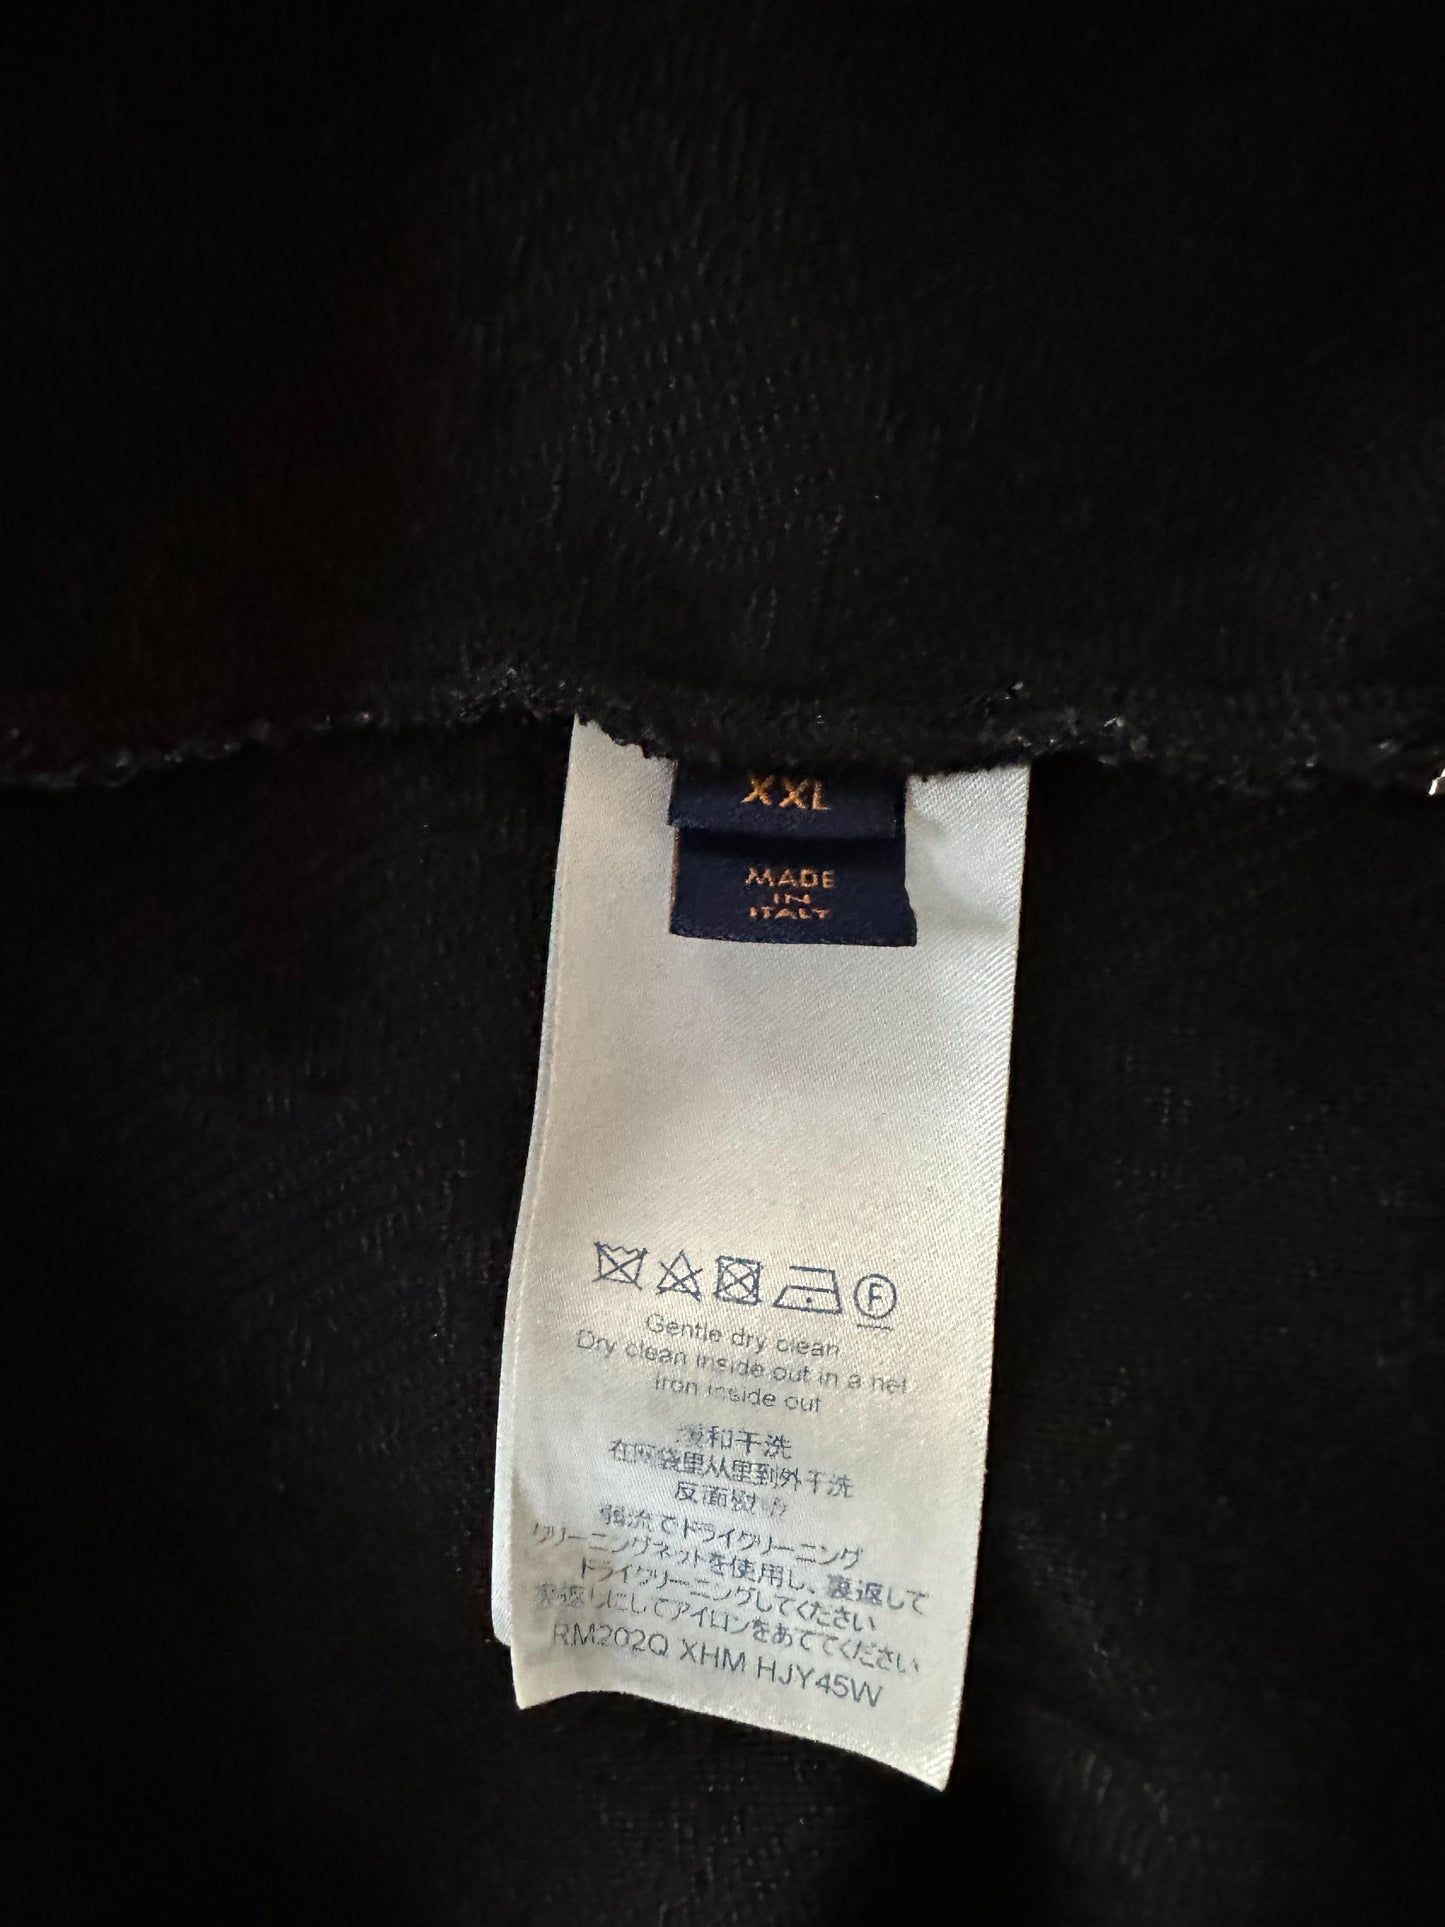 XXL
MADE
IN
ITALY
F
Gentle dry clean
Dry clean inside out in a net
Iron inside out
缓和干洗
在网袋里从里到外干洗
反面熨烫
弱流でドライクリーニング
クリーニングネットを使用し、裏返して
ドライクリーニングしてください
裏返しにしてアイロンをあててください
RM202Q XHM HJY45W